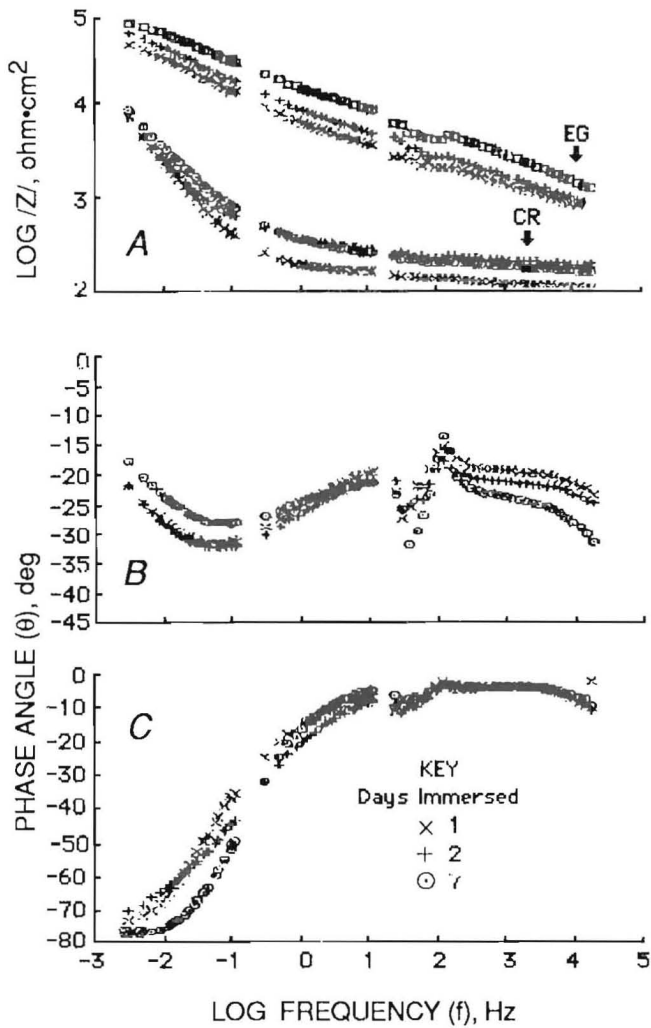 5
4
3
2
LOG /Z/, ohm•cm2
A
EG
CR
0
-5
-10
-15
-20
-25
-30
-35
-40
-45
B
PHASE ANGLE (θ), deg
0
-10
-20
-30
-40
-50
-60
-70
-80
C
KEY
Days Immersed
× 1
+ 2
⊙ 7
-3 -2 -1 0 1 2 3 4 5
LOG FREQUENCY (f), Hz